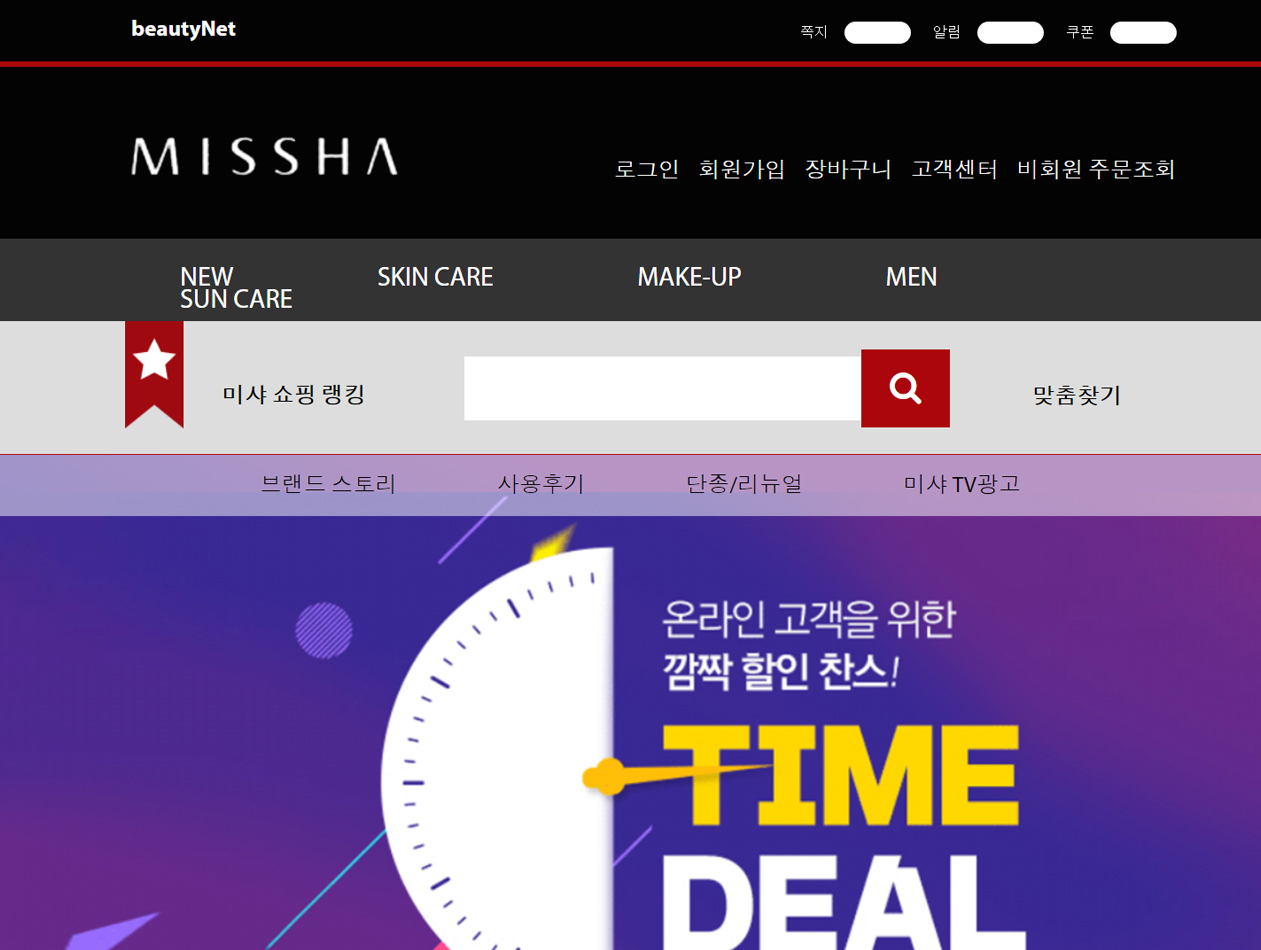 beautyNet 쪽지 알림 쿠폰
MISSHA
로그인 회원가입 장바구니 고객센터 비회원 주문조회
NEW SKIN CARE MAKE-UP MEN
SUN CARE
미샤 쇼핑 랭킹 맞춤찾기
브랜드 스토리 사용후기 단종/리뉴얼 미샤 TV광고
온라인 고객을 위한
깜짝 할인 찬스!
TIME
DEAL